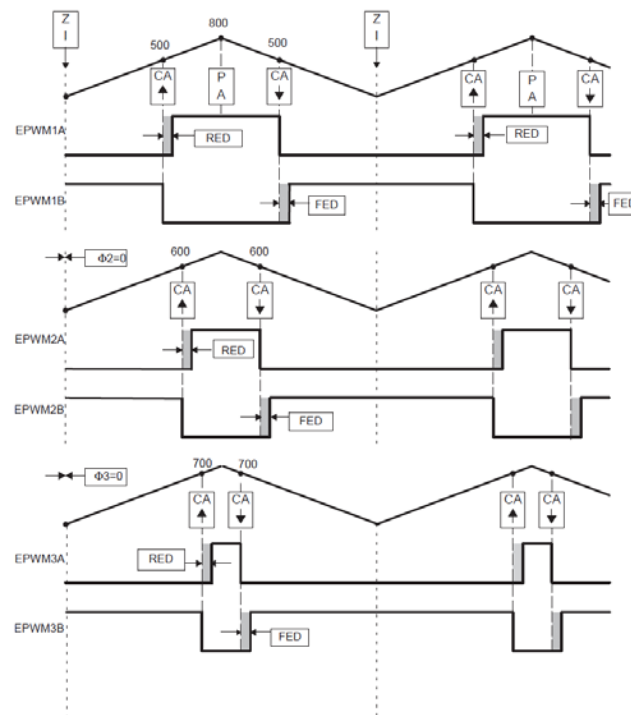 Z I
Z I
800
500
500
CA
P A
CA
CA
P A
CA
EPWM1A
RED
RED
EPWM1B
FED
FED
Φ2=0
600
600
CA
CA
CA
CA
EPWM2A
RED
EPWM2B
FED
Φ3=0
700
700
CA
CA
CA
CA
EPWM3A
RED
EPWM3B
FED